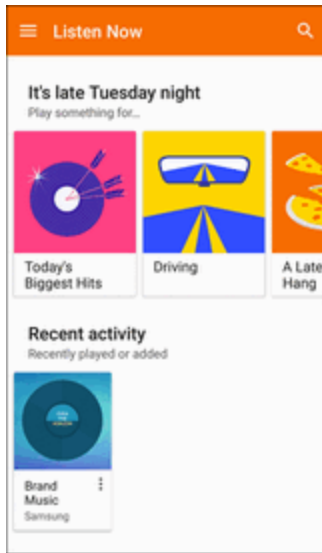 Listen Now
It's late Tuesday night
Play something for...
Today's
Biggest Hits
Driving
A Late
Hang
Recent activity
Recently played or added
Brand
Music
Samsung